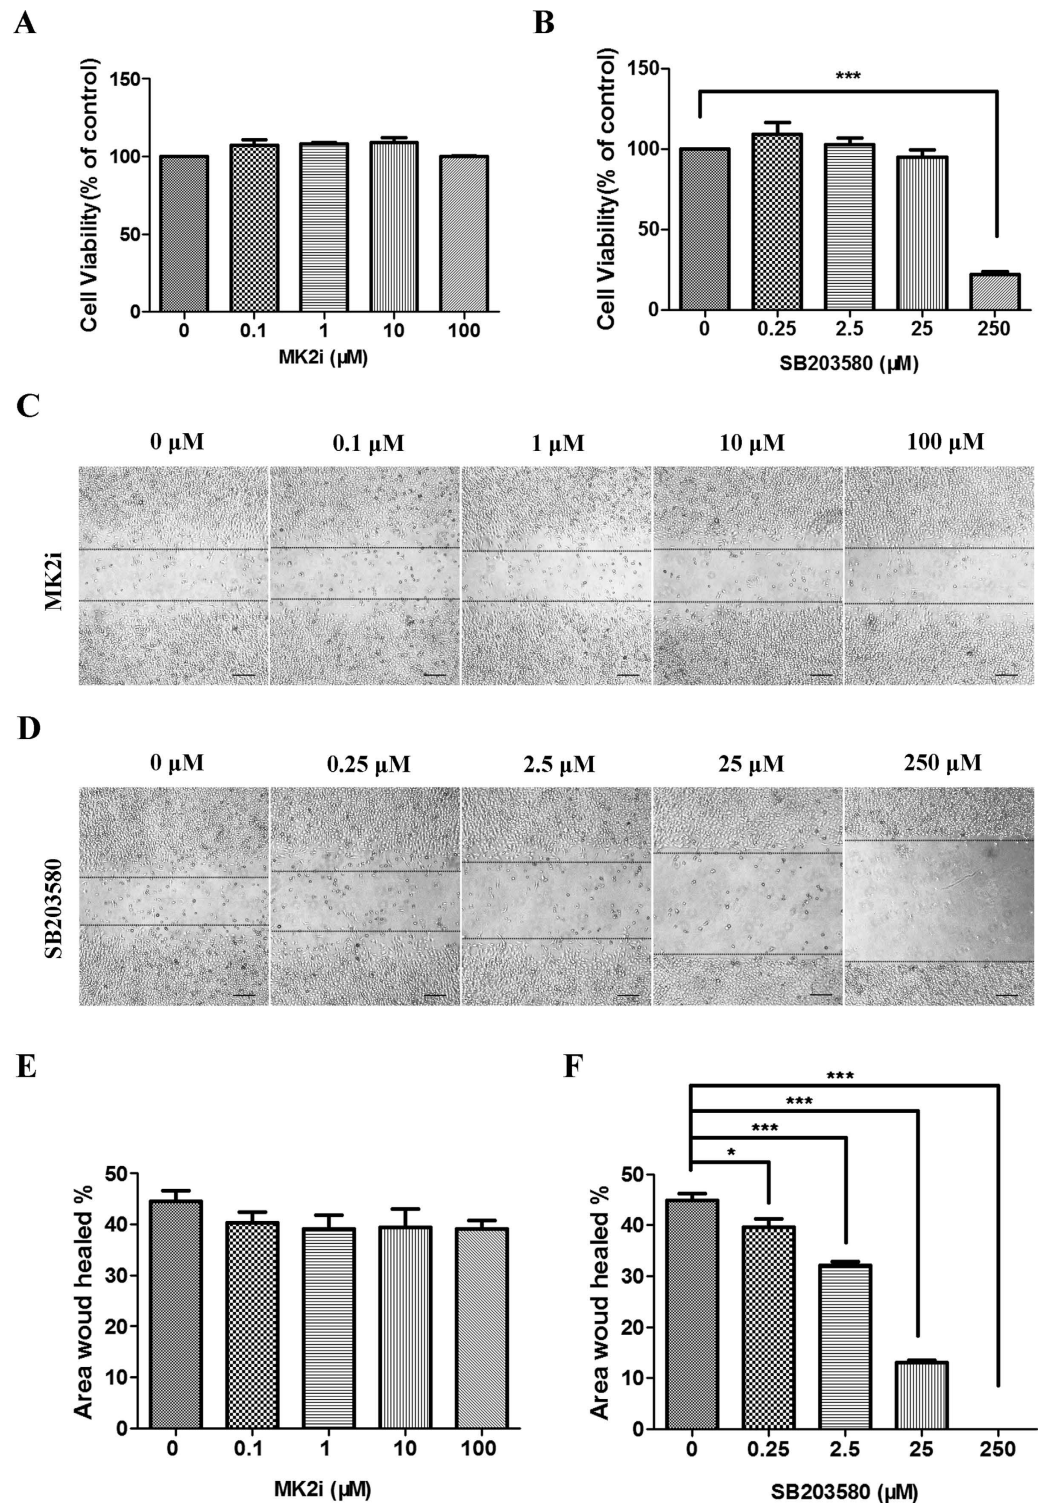 A
Cell Viability(% of control)
150
100
50
0
0 0.1 1 10 100
MK2i (µM)
B
Cell Viability(% of control)
150
100
50
0
***
0 0.25 2.5 25 250
SB203580 (µM)
C
0 µM 0.1 µM 1 µM 10 µM 100 µM
MK2i
D
0 µM 0.25 µM 2.5 µM 25 µM 250 µM
SB203580
E
Area woud healed %
50
40
30
20
10
0
0 0.1 1 10 100
MK2i (µM)
F
***
***
***
*
Area woud healed %
50
40
30
20
10
0
0 0.25 2.5 25 250
SB203580 (µM)